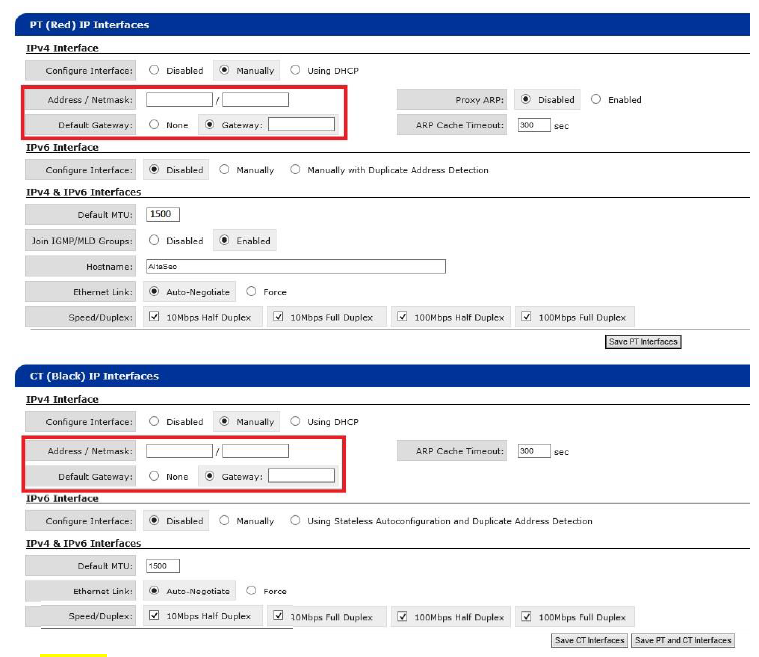 PT (Red) IP Interfaces
IPv4 Interface
Configure Interface: Disabled Manually Using DHCP
Address / Netmask: / Proxy ARP: Disabled Enabled
Default Gateway: None Gateway: ARP Cache Timeout: 300 sec
IPv6 Interface
Configure Interface: Disabled Manually Manually with Duplicate Address Detection
IPv4 & IPv6 Interfaces
Default MTU: 1500
Join IGMP/MLD Groups: Disabled Enabled
Hostname: AltaSec
Ethernet Link: Auto-Negotiate Force
Speed/Duplex: 10Mbps Half Duplex 10Mbps Full Duplex 100Mbps Half Duplex 100Mbps Full Duplex
Save PT Interfaces
CT (Black) IP Interfaces
IPv4 Interface
Configure Interface: Disabled Manually Using DHCP
Address / Netmask: / ARP Cache Timeout: 300 sec
Default Gateway: None Gateway:
IPv6 Interface
Configure Interface: Disabled Manually Using Stateless Autoconfiguration and Duplicate Address Detection
IPv4 & IPv6 Interfaces
Default MTU: 1500
Ethernet Link: Auto-Negotiate Force
Speed/Duplex: 10Mbps Half Duplex 10Mbps Full Duplex 100Mbps Half Duplex 100Mbps Full Duplex
Save CT Interfaces Save PT and CT Interfaces